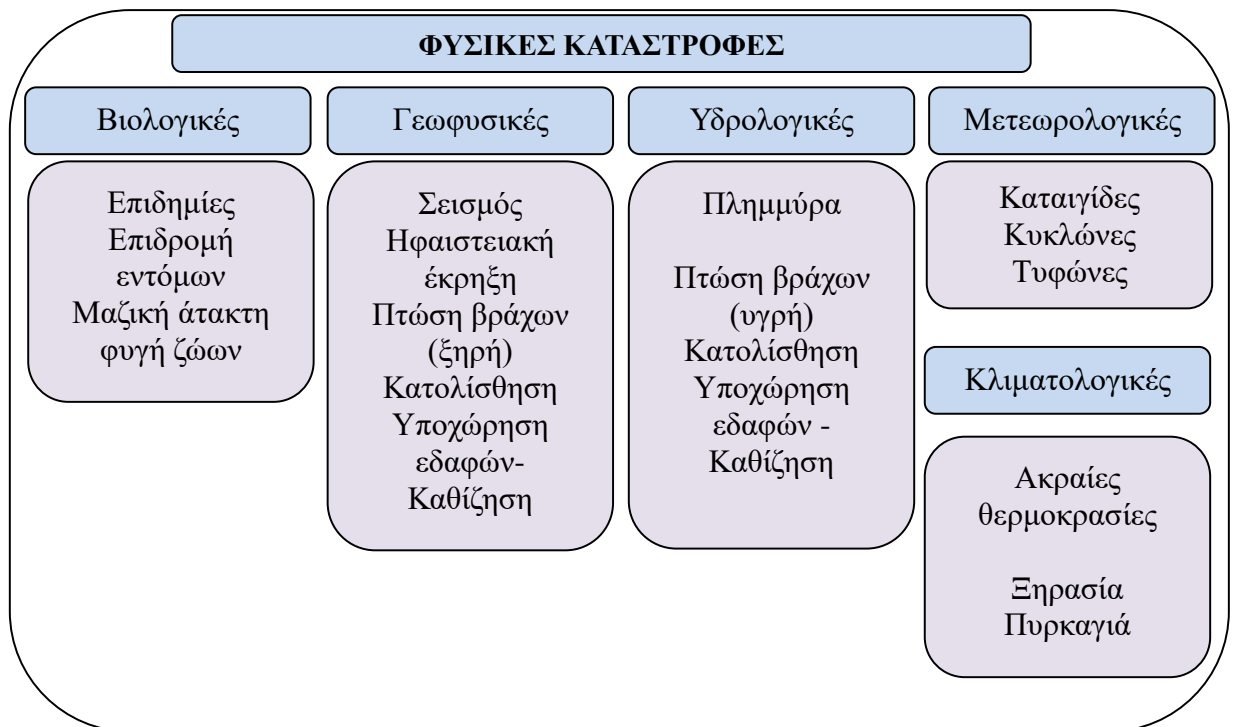 ΦΥΣΙΚΕΣ ΚΑΤΑΣΤΡΟΦΕΣ
Βιολογικές
Επιδημίες
Επιδρομή
εντόμων
Μαζική άτακτη
φυγή ζώων
Γεωφυσικές
Σεισμός
Ηφαιστειακή
έκρηξη
Πτώση βράχων
(ξηρή)
Κατολίσθηση
Υποχώρηση
εδαφών-
Καθίζηση
Υδρολογικές
Πλημμύρα
Πτώση βράχων
(υγρή)
Κατολίσθηση
Υποχώρηση
εδαφών -
Καθίζηση
Μετεωρολογικές
Καταιγίδες
Κυκλώνες
Τυφώνες
Κλιματολογικές
Ακραίες
θερμοκρασίες
Ξηρασία
Πυρκαγιά